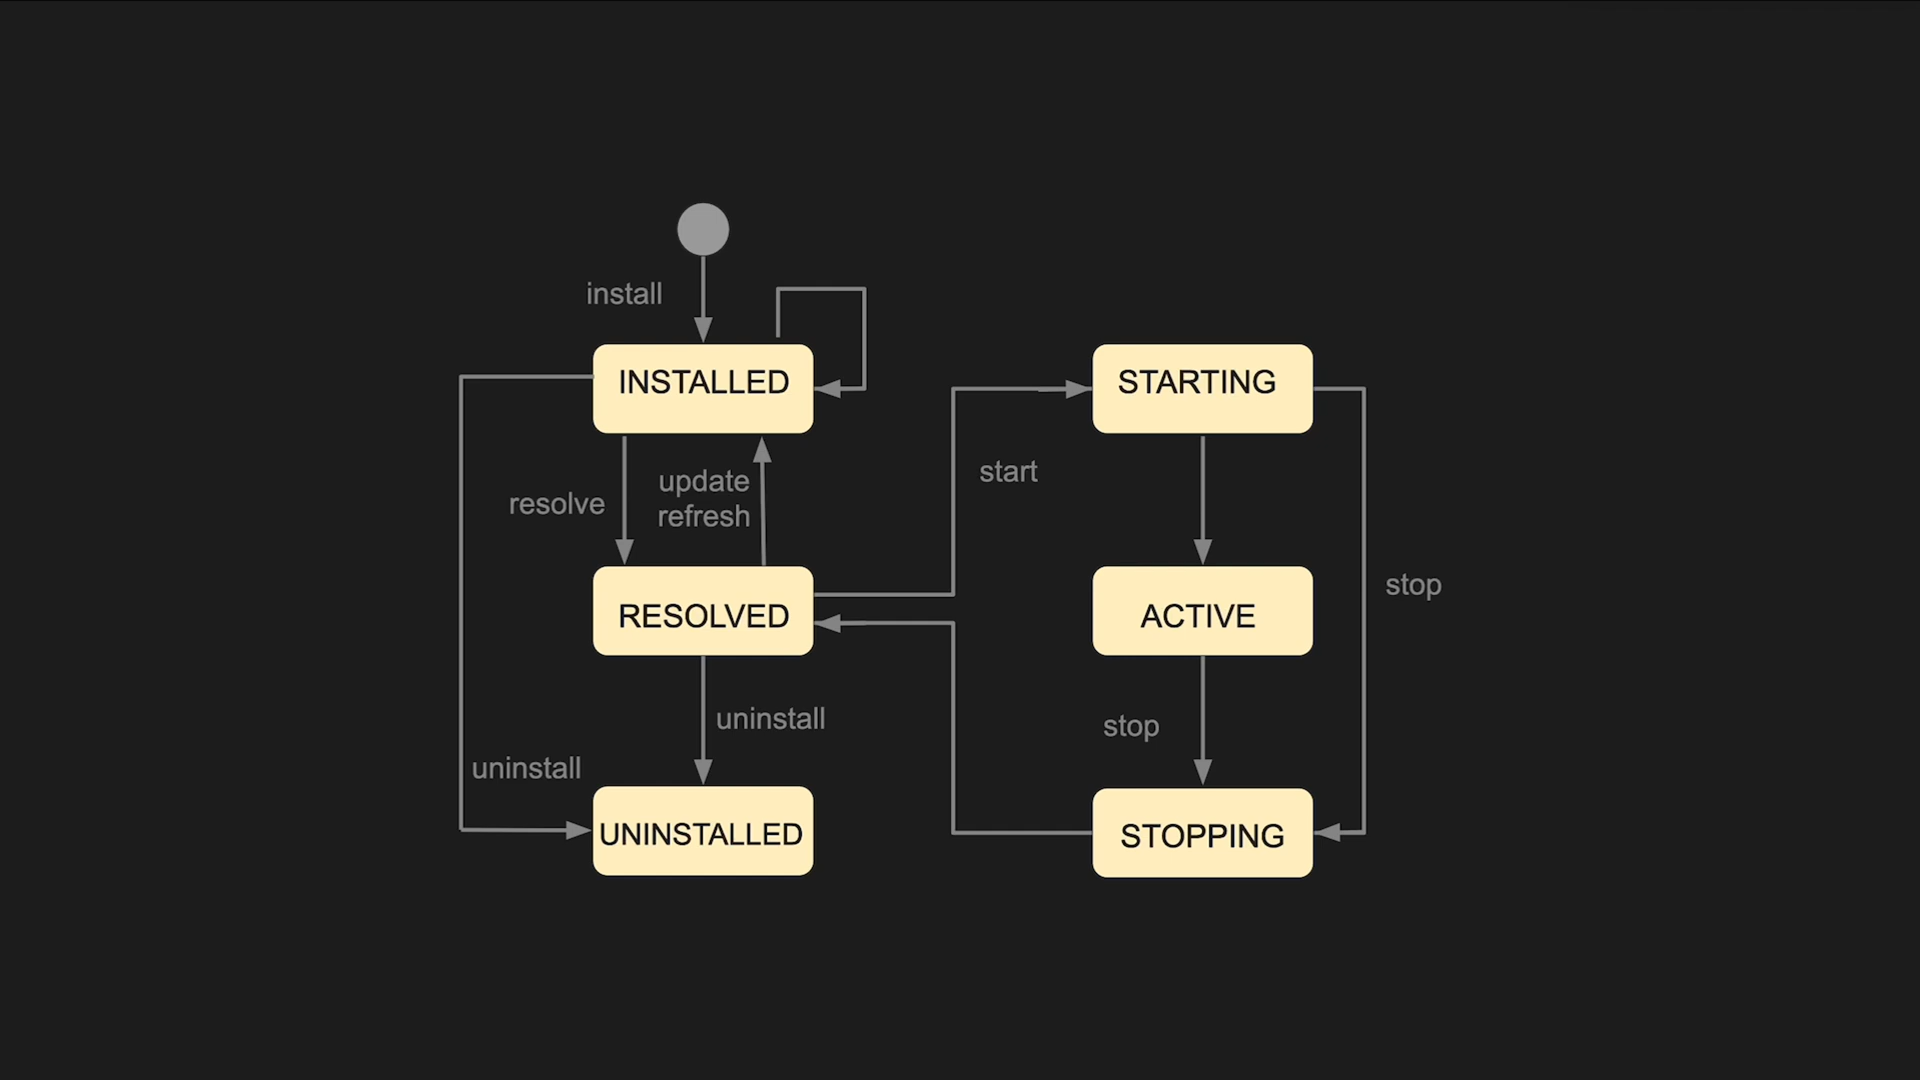 install
INSTALLED
STARTING
update
refresh
resolve
start
stop
RESOLVED
ACTIVE
uninstall
stop
uninstall
UNINSTALLED
STOPPING